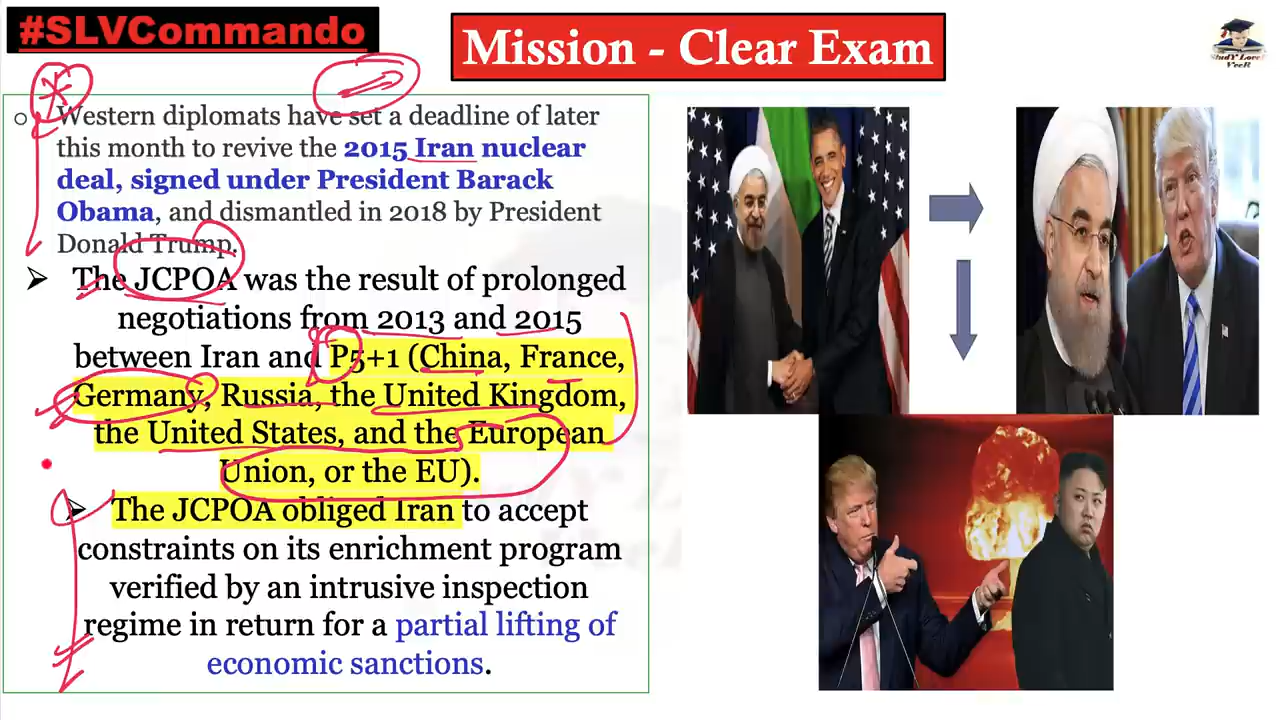 #SLVCommando
Mission - Clear Exam
StudY LoveR
VeeR
Western diplomats have set a deadline of later
this month to revive the 2015 Iran nuclear
deal, signed under President Barack
Obama, and dismantled in 2018 by President
Donald Trump.
The JCPOA was the result of prolonged
negotiations from 2013 and 2015
between Iran and P5+1 (China, France,
Germany, Russia, the United Kingdom,
the United States, and the European
Union, or the EU).
The JCPOA obliged Iran to accept
constraints on its enrichment program
verified by an intrusive inspection
regime in return for a partial lifting of
economic sanctions.